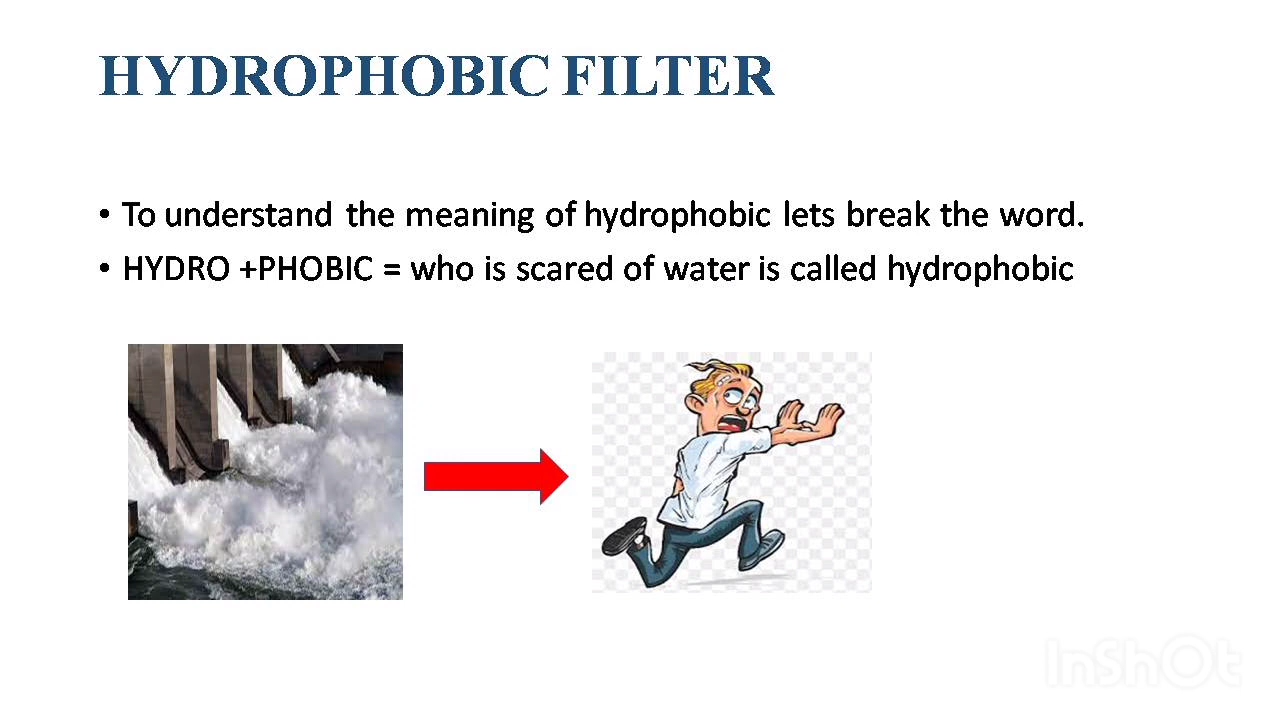 HYDROPHOBIC FILTER
• To understand the meaning of hydrophobic lets break the word.
• HYDRO +PHOBIC = who is scared of water is called hydrophobic
InShOt